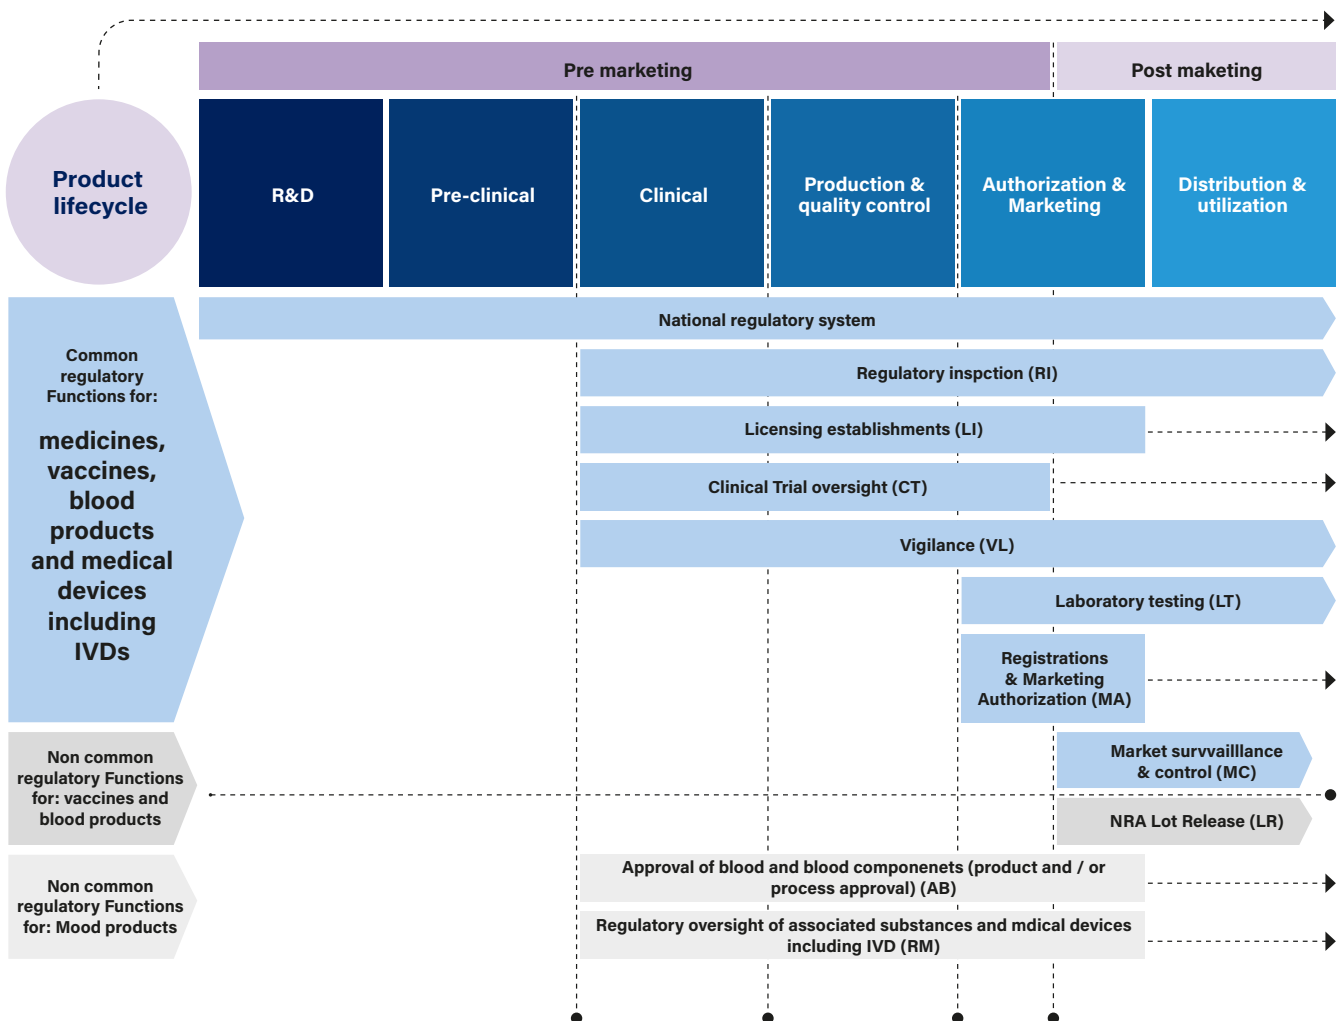 Pre marketing
Post maketing
Product
lifecycle
R&D
Pre-clinical
Clinical
Production &
quality control
Authorization &
Marketing
Distribution &
utilization
Common
regulatory
Functions for:
medicines,
vaccines,
blood
products
and medical
devices
including
IVDs
National regulatory system
Regulatory inspction (RI)
Licensing establishments (LI)
Clinical Trial oversight (CT)
Vigilance (VL)
Laboratory testing (LT)
Registrations
& Marketing
Authorization (MA)
Market survvailllance
& control (MC)
Non common
regulatory Functions
for: vaccines and
blood products
NRA Lot Release (LR)
Non common
regulatory Functions
for: Mood products
Approval of blood and blood componenets (product and / or
process approval) (AB)
Regulatory oversight of associated substances and mdical devices
including IVD (RM)